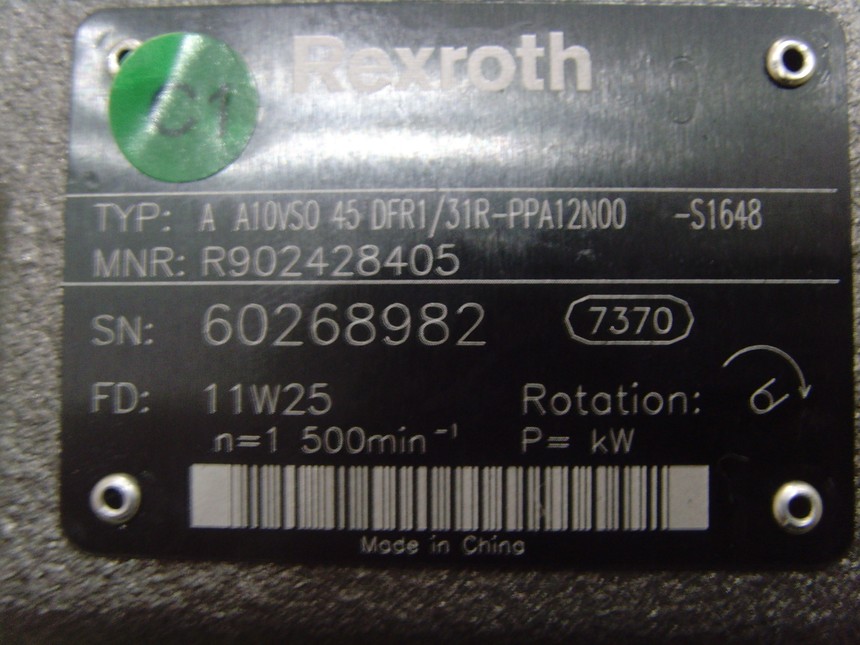 Rexroth
C1
TYP: A A10VSO 45 DFR1/31R-PPA12N00 -S1648
MNR: R902428405
SN: 60268982 7370
FD: 11W25 Rotation:
n=1 500min⁻¹ P= kW
Made in China